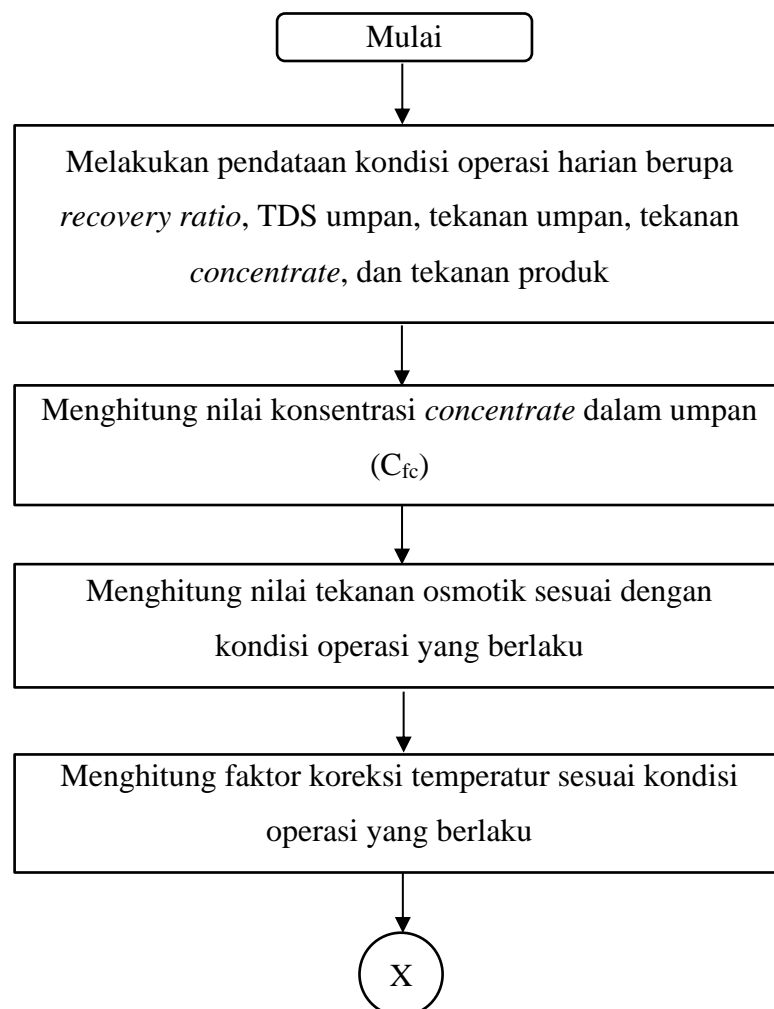 Mulai
Melakukan pendataan kondisi operasi harian berupa
recovery ratio, TDS umpan, tekanan umpan, tekanan
concentrate, dan tekanan produk
Menghitung nilai konsentrasi concentrate dalam umpan
(Cfc)
Menghitung nilai tekanan osmotik sesuai dengan
kondisi operasi yang berlaku
Menghitung faktor koreksi temperatur sesuai kondisi
operasi yang berlaku
X